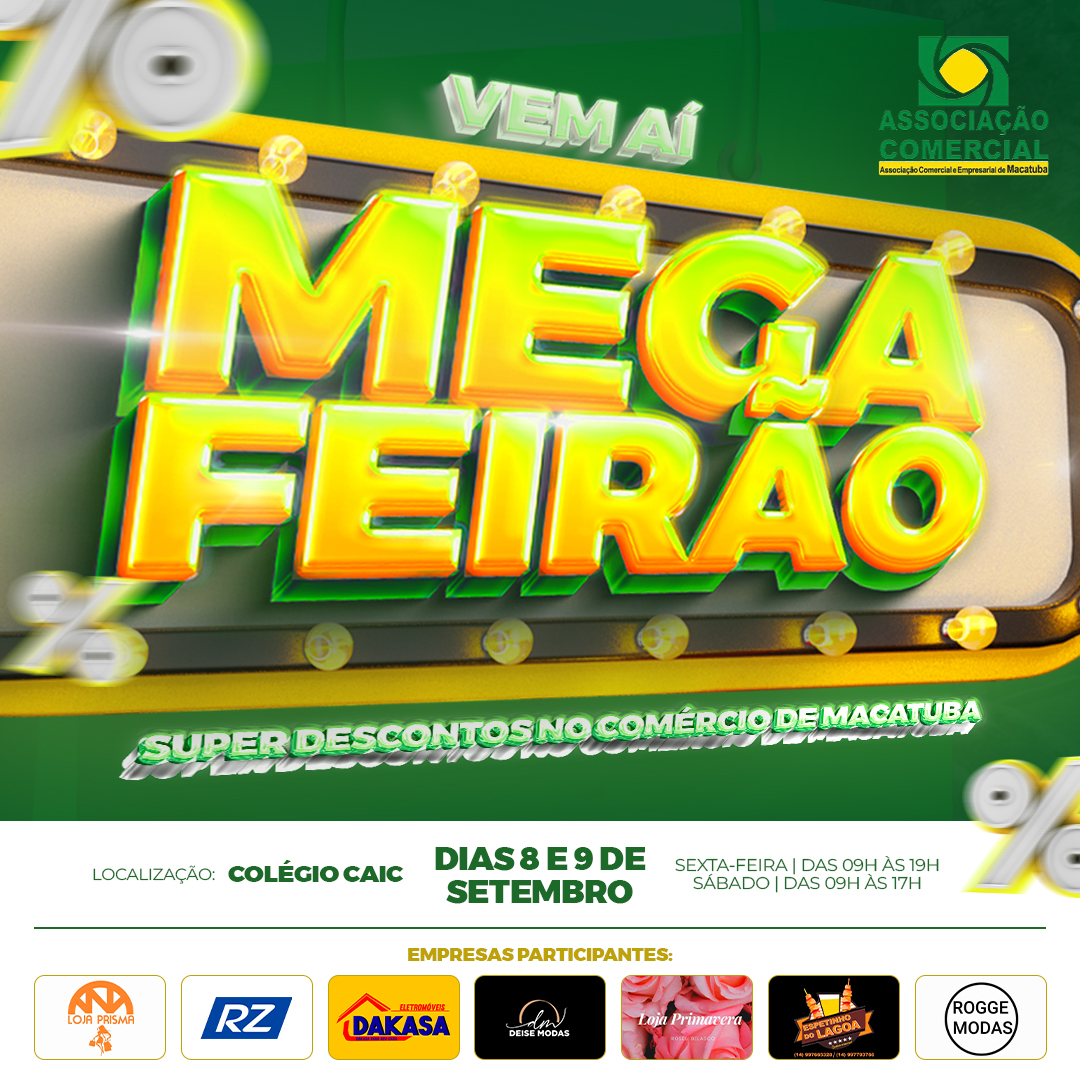 VEM AÍ
ASSOCIAÇÃO
COMERCIAL
Associação Comercial e Empresarial de Macatuba
MEGA
FEIRÃO
SUPER DESCONTOS NO COMÉRCIO DE MACATUBA
LOCALIZAÇÃO: COLÉGIO CAIC
DIAS 8 E 9 DE
SETEMBRO
SEXTA-FEIRA | DAS 09H ÀS 19H
SÁBADO | DAS 09H ÀS 17H
EMPRESAS PARTICIPANTES:
LOJA PRISMA
RZ
ELETROMÓVEIS
DAKASA
dm
DEISE MODAS
Loja Primavera
ESPETINHO
DO LAGOA
ROGGE
MODAS